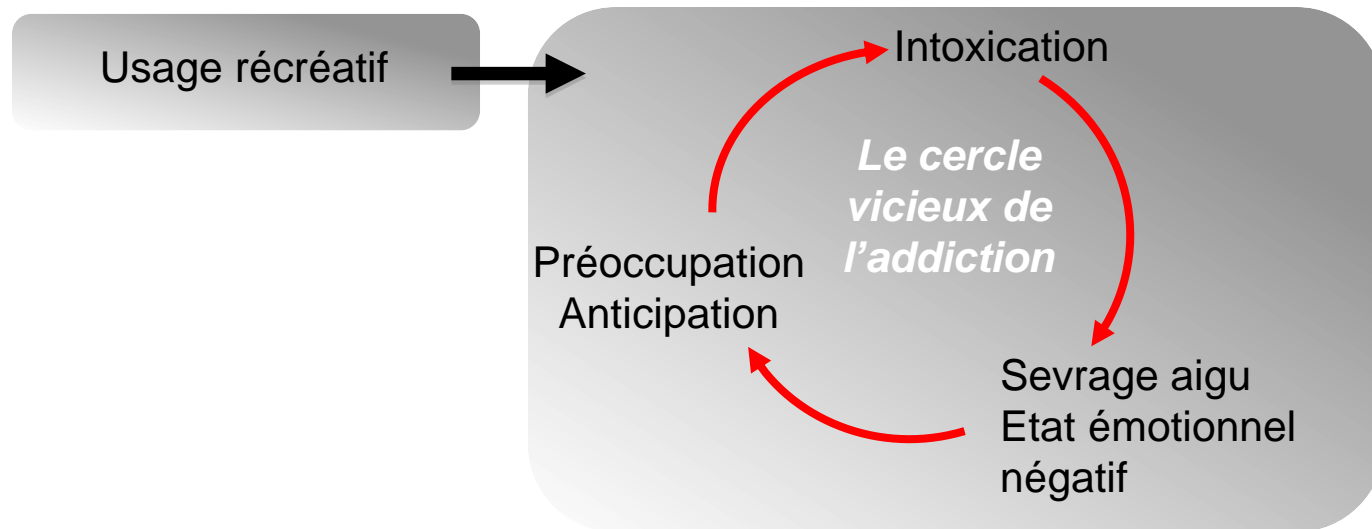 Usage récréatif
Intoxication
Le cercle
vicieux de
l’addiction
Préoccupation
Anticipation
Sevrage aigu
Etat émotionnel
négatif